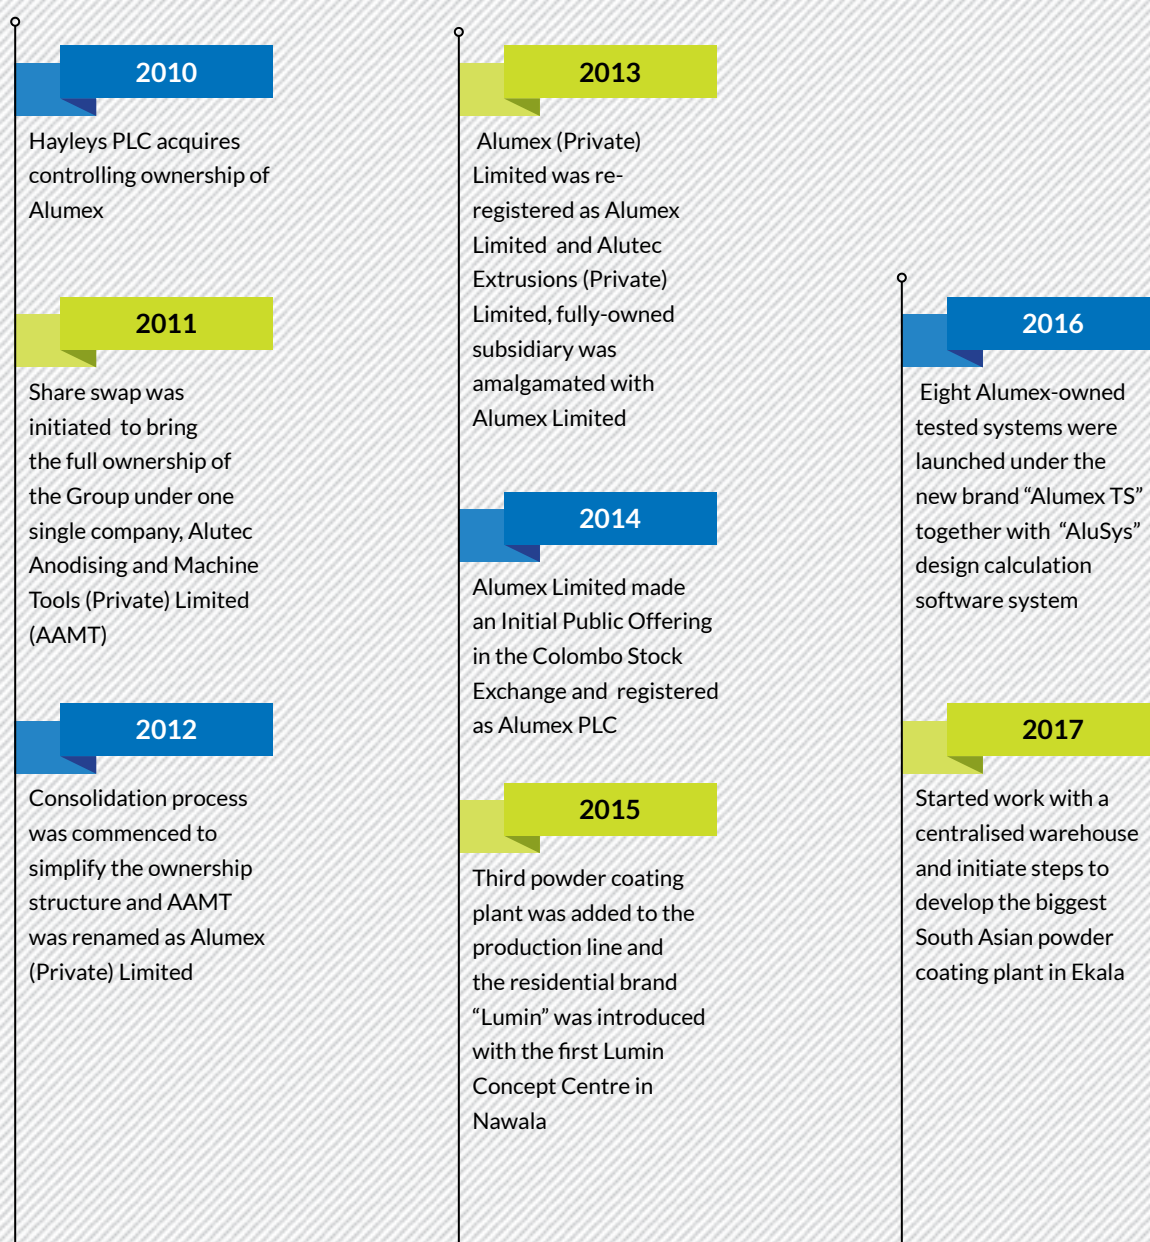 2010
Hayleys PLC acquires
controlling ownership of
Alumex
2011
Share swap was
initiated to bring
the full ownership of
the Group under one
single company, Alutec
Anodising and Machine
Tools (Private) Limited
(AAMT)
2012
Consolidation process
was commenced to
simplify the ownership
structure and AAMT
was renamed as Alumex
(Private) Limited
2013
Alumex (Private)
Limited was re-
registered as Alumex
Limited and Alutec
Extrusions (Private)
Limited, fully-owned
subsidiary was
amalgamated with
Alumex Limited
2014
Alumex Limited made
an Initial Public Offering
in the Colombo Stock
Exchange and registered
as Alumex PLC
2015
Third powder coating
plant was added to the
production line and
the residential brand
“Lumin” was introduced
with the first Lumin
Concept Centre in
Nawala
2016
Eight Alumex-owned
tested systems were
launched under the
new brand “Alumex TS”
together with “AluSys”
design calculation
software system
2017
Started work with a
centralised warehouse
and initiate steps to
develop the biggest
South Asian powder
coating plant in Ekala